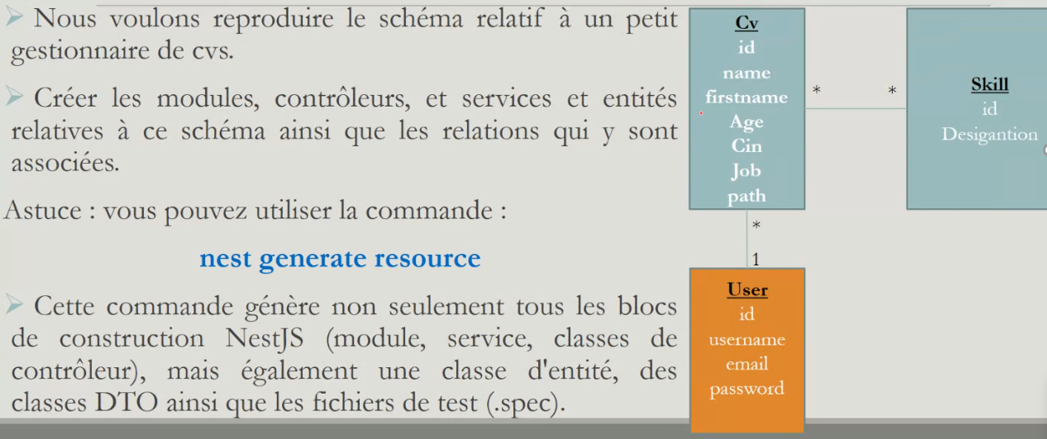 ➤ Nous voulons reproduire le schéma relatif à un petit
gestionnaire de cvs.
➤ Créer les modules, contrôleurs, et services et entités
relatives à ce schéma ainsi que les relations qui y sont
associées.
Astuce : vous pouvez utiliser la commande :
nest generate resource
➤ Cette commande génère non seulement tous les blocs
de construction NestJS (module, service, classes de
contrôleur), mais également une classe d'entité, des
classes DTO ainsi que les fichiers de test (.spec).
Cv
id
name
firstname
Age
Cin
Job
path
* *
Skill
id
Desigantion
*
1
User
id
username
email
password